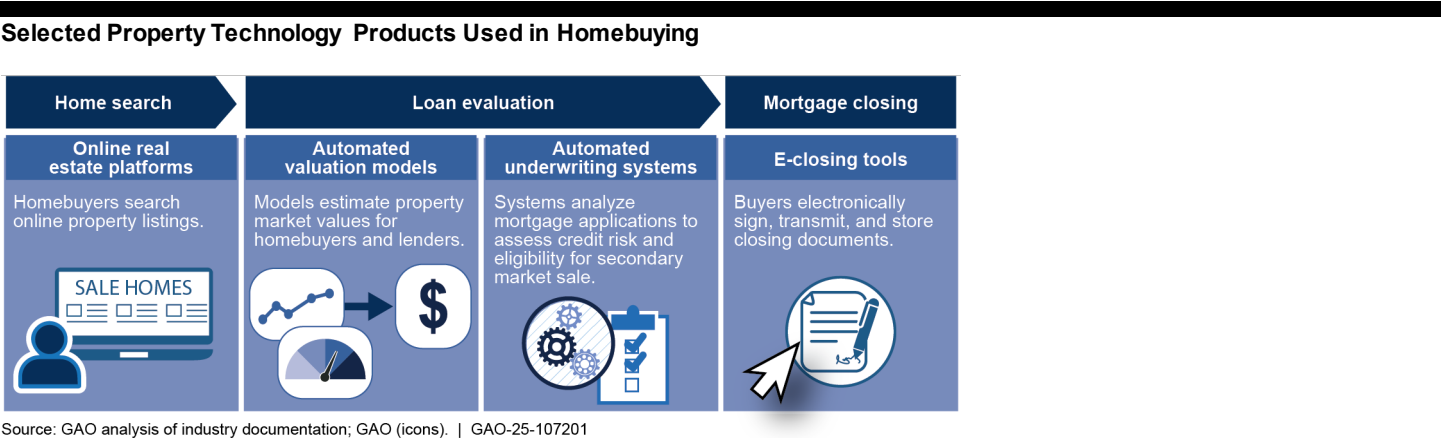 Selected Property Technology Products Used in Homebuying
Home search
Loan evaluation
Mortgage closing
Online real
estate platforms
Homebuyers search
online property listings.
SALE HOMES
Automated
valuation models
Models estimate property
market values for
homebuyers and lenders.
$
Automated
underwriting systems
Systems analyze
mortgage applications to
assess credit risk and
eligibility for secondary
market sale.
E-closing tools
Buyers electronically
sign, transmit, and store
closing documents.
Source: GAO analysis of industry documentation; GAO (icons). | GAO-25-107201